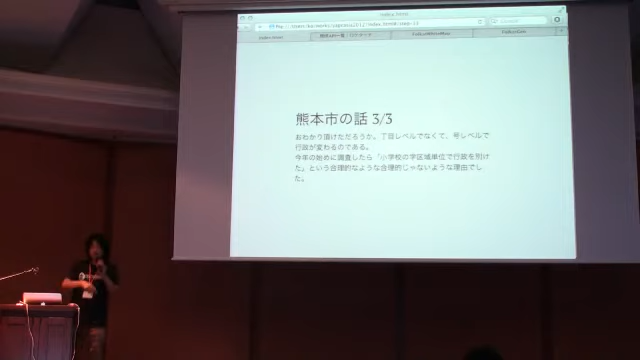 熊本市の話 3/3
おわかり頂けただろうか。丁目レベルでなくて、号レベルで
行政が変わるのである。
今年の始めに調査したら「小学校の学区域単位で行政を別け
た」という合理的なような合理的じゃないような理由でし
た。